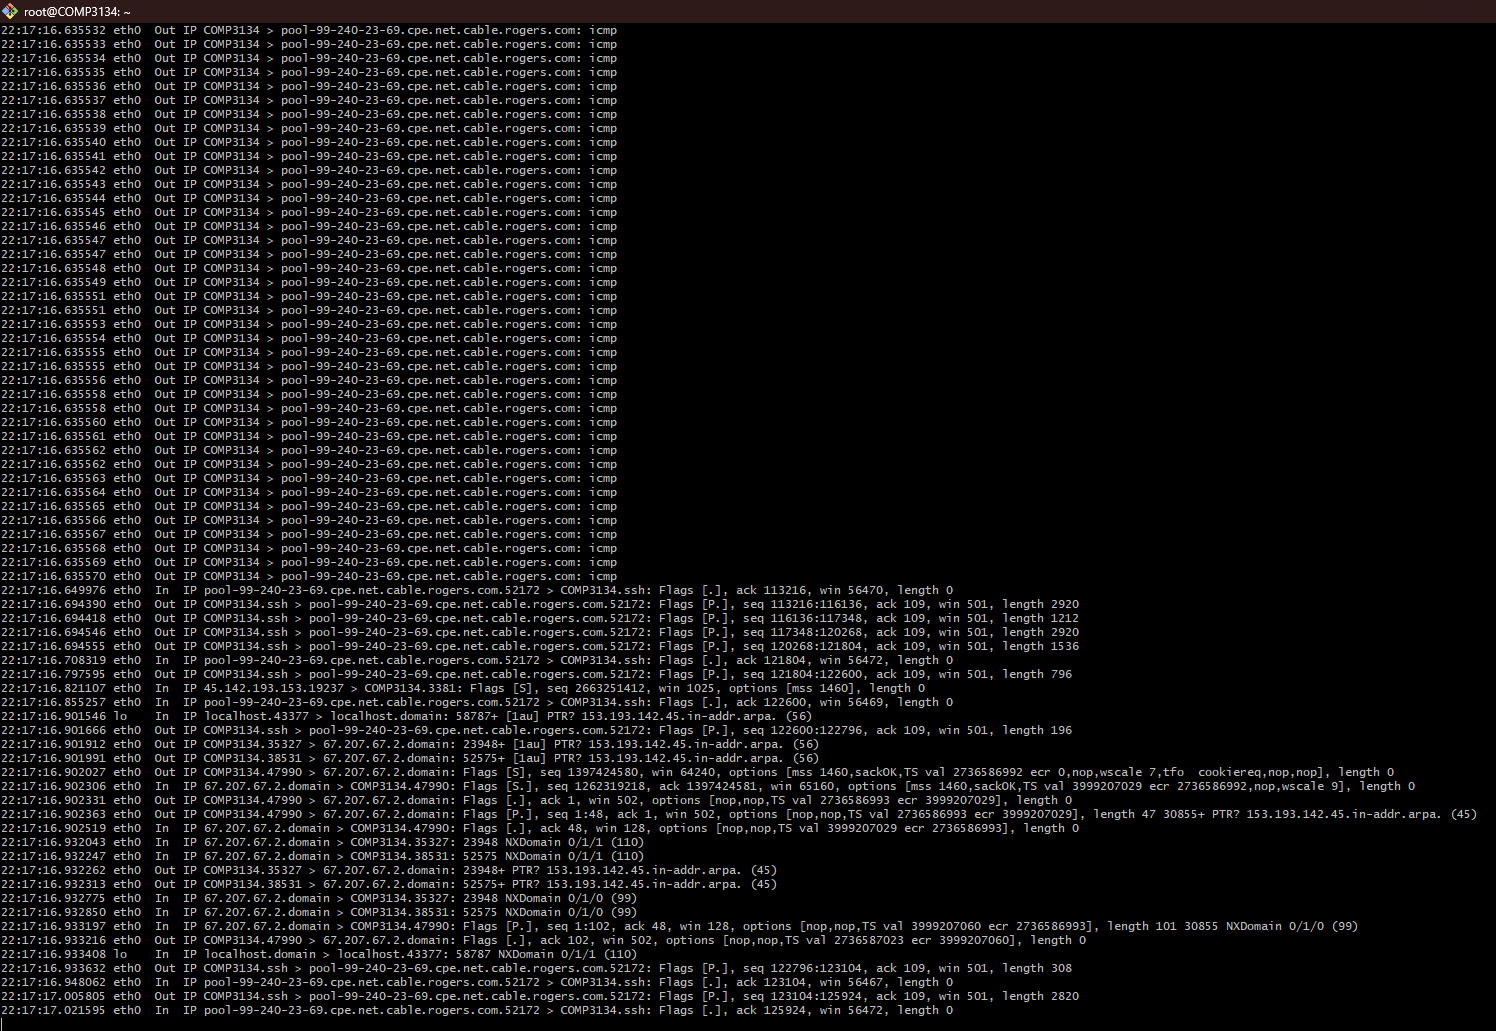 root@COMP3134: ~
22:17:16.635532 eth0  Out IP COMP3134 > pool-99-240-23-69.cpe.net.cable.rogers.com: icmp
22:17:16.635533 eth0  Out IP COMP3134 > pool-99-240-23-69.cpe.net.cable.rogers.com: icmp
22:17:16.635534 eth0  Out IP COMP3134 > pool-99-240-23-69.cpe.net.cable.rogers.com: icmp
22:17:16.635535 eth0  Out IP COMP3134 > pool-99-240-23-69.cpe.net.cable.rogers.com: icmp
22:17:16.635536 eth0  Out IP COMP3134 > pool-99-240-23-69.cpe.net.cable.rogers.com: icmp
22:17:16.635537 eth0  Out IP COMP3134 > pool-99-240-23-69.cpe.net.cable.rogers.com: icmp
22:17:16.635538 eth0  Out IP COMP3134 > pool-99-240-23-69.cpe.net.cable.rogers.com: icmp
22:17:16.635539 eth0  Out IP COMP3134 > pool-99-240-23-69.cpe.net.cable.rogers.com: icmp
22:17:16.635540 eth0  Out IP COMP3134 > pool-99-240-23-69.cpe.net.cable.rogers.com: icmp
22:17:16.635541 eth0  Out IP COMP3134 > pool-99-240-23-69.cpe.net.cable.rogers.com: icmp
22:17:16.635542 eth0  Out IP COMP3134 > pool-99-240-23-69.cpe.net.cable.rogers.com: icmp
22:17:16.635543 eth0  Out IP COMP3134 > pool-99-240-23-69.cpe.net.cable.rogers.com: icmp
22:17:16.635544 eth0  Out IP COMP3134 > pool-99-240-23-69.cpe.net.cable.rogers.com: icmp
22:17:16.635545 eth0  Out IP COMP3134 > pool-99-240-23-69.cpe.net.cable.rogers.com: icmp
22:17:16.635546 eth0  Out IP COMP3134 > pool-99-240-23-69.cpe.net.cable.rogers.com: icmp
22:17:16.635547 eth0  Out IP COMP3134 > pool-99-240-23-69.cpe.net.cable.rogers.com: icmp
22:17:16.635547 eth0  Out IP COMP3134 > pool-99-240-23-69.cpe.net.cable.rogers.com: icmp
22:17:16.635548 eth0  Out IP COMP3134 > pool-99-240-23-69.cpe.net.cable.rogers.com: icmp
22:17:16.635549 eth0  Out IP COMP3134 > pool-99-240-23-69.cpe.net.cable.rogers.com: icmp
22:17:16.635551 eth0  Out IP COMP3134 > pool-99-240-23-69.cpe.net.cable.rogers.com: icmp
22:17:16.635551 eth0  Out IP COMP3134 > pool-99-240-23-69.cpe.net.cable.rogers.com: icmp
22:17:16.635553 eth0  Out IP COMP3134 > pool-99-240-23-69.cpe.net.cable.rogers.com: icmp
22:17:16.635554 eth0  Out IP COMP3134 > pool-99-240-23-69.cpe.net.cable.rogers.com: icmp
22:17:16.635555 eth0  Out IP COMP3134 > pool-99-240-23-69.cpe.net.cable.rogers.com: icmp
22:17:16.635555 eth0  Out IP COMP3134 > pool-99-240-23-69.cpe.net.cable.rogers.com: icmp
22:17:16.635556 eth0  Out IP COMP3134 > pool-99-240-23-69.cpe.net.cable.rogers.com: icmp
22:17:16.635558 eth0  Out IP COMP3134 > pool-99-240-23-69.cpe.net.cable.rogers.com: icmp
22:17:16.635558 eth0  Out IP COMP3134 > pool-99-240-23-69.cpe.net.cable.rogers.com: icmp
22:17:16.635560 eth0  Out IP COMP3134 > pool-99-240-23-69.cpe.net.cable.rogers.com: icmp
22:17:16.635561 eth0  Out IP COMP3134 > pool-99-240-23-69.cpe.net.cable.rogers.com: icmp
22:17:16.635562 eth0  Out IP COMP3134 > pool-99-240-23-69.cpe.net.cable.rogers.com: icmp
22:17:16.635562 eth0  Out IP COMP3134 > pool-99-240-23-69.cpe.net.cable.rogers.com: icmp
22:17:16.635563 eth0  Out IP COMP3134 > pool-99-240-23-69.cpe.net.cable.rogers.com: icmp
22:17:16.635564 eth0  Out IP COMP3134 > pool-99-240-23-69.cpe.net.cable.rogers.com: icmp
22:17:16.635565 eth0  Out IP COMP3134 > pool-99-240-23-69.cpe.net.cable.rogers.com: icmp
22:17:16.635566 eth0  Out IP COMP3134 > pool-99-240-23-69.cpe.net.cable.rogers.com: icmp
22:17:16.635567 eth0  Out IP COMP3134 > pool-99-240-23-69.cpe.net.cable.rogers.com: icmp
22:17:16.635568 eth0  Out IP COMP3134 > pool-99-240-23-69.cpe.net.cable.rogers.com: icmp
22:17:16.635569 eth0  Out IP COMP3134 > pool-99-240-23-69.cpe.net.cable.rogers.com: icmp
22:17:16.635570 eth0  Out IP COMP3134 > pool-99-240-23-69.cpe.net.cable.rogers.com: icmp
22:17:16.649976 eth0  In  IP pool-99-240-23-69.cpe.net.cable.rogers.com.52172 > COMP3134.ssh: Flags [.], ack 113216, win 56470, length 0
22:17:16.694390 eth0  Out IP COMP3134.ssh > pool-99-240-23-69.cpe.net.cable.rogers.com.52172: Flags [P.], seq 113216:116136, ack 109, win 501, length 2920
22:17:16.694418 eth0  Out IP COMP3134.ssh > pool-99-240-23-69.cpe.net.cable.rogers.com.52172: Flags [P.], seq 116136:117348, ack 109, win 501, length 1212
22:17:16.694546 eth0  Out IP COMP3134.ssh > pool-99-240-23-69.cpe.net.cable.rogers.com.52172: Flags [P.], seq 117348:120268, ack 109, win 501, length 2920
22:17:16.694555 eth0  Out IP COMP3134.ssh > pool-99-240-23-69.cpe.net.cable.rogers.com.52172: Flags [P.], seq 120268:121804, ack 109, win 501, length 1536
22:17:16.708319 eth0  In  IP pool-99-240-23-69.cpe.net.cable.rogers.com.52172 > COMP3134.ssh: Flags [.], ack 121804, win 56472, length 0
22:17:16.797595 eth0  Out IP COMP3134.ssh > pool-99-240-23-69.cpe.net.cable.rogers.com.52172: Flags [P.], seq 121804:122600, ack 109, win 501, length 796
22:17:16.821107 eth0  In  IP 45.142.193.153.19237 > COMP3134.3381: Flags [S], seq 2663251412, win 1025, options [mss 1460], length 0
22:17:16.855257 eth0  In  IP pool-99-240-23-69.cpe.net.cable.rogers.com.52172 > COMP3134.ssh: Flags [.], ack 122600, win 56469, length 0
22:17:16.901546 lo    In  IP localhost.43377 > localhost.domain: 58787+ [1au] PTR? 153.193.142.45.in-addr.arpa. (56)
22:17:16.901666 eth0  Out IP COMP3134.ssh > pool-99-240-23-69.cpe.net.cable.rogers.com.52172: Flags [P.], seq 122600:122796, ack 109, win 501, length 196
22:17:16.901912 eth0  Out IP COMP3134.35327 > 67.207.67.2.domain: 23948+ [1au] PTR? 153.193.142.45.in-addr.arpa. (56)
22:17:16.901991 eth0  Out IP COMP3134.38531 > 67.207.67.2.domain: 52575+ [1au] PTR? 153.193.142.45.in-addr.arpa. (56)
22:17:16.902027 eth0  Out IP COMP3134.47990 > 67.207.67.2.domain: Flags [S], seq 1397424580, win 64240, options [mss 1460,sackOK,TS val 2736586992 ecr 0,nop,wscale 7,tfo  cookiereq,nop,nop], length 0
22:17:16.902306 eth0  In  IP 67.207.67.2.domain > COMP3134.47990: Flags [S.], seq 1262319218, ack 1397424581, win 65160, options [mss 1460,sackOK,TS val 3999207029 ecr 2736586992,nop,wscale 9], length 0
22:17:16.902331 eth0  Out IP COMP3134.47990 > 67.207.67.2.domain: Flags [.], ack 1, win 502, options [nop,nop,TS val 2736586993 ecr 3999207029], length 0
22:17:16.902363 eth0  Out IP COMP3134.47990 > 67.207.67.2.domain: Flags [P.], seq 1:48, ack 1, win 502, options [nop,nop,TS val 2736586993 ecr 3999207029], length 47 30855+ PTR? 153.193.142.45.in-addr.arpa. (45)
22:17:16.902519 eth0  In  IP 67.207.67.2.domain > COMP3134.47990: Flags [.], ack 48, win 128, options [nop,nop,TS val 3999207029 ecr 2736586993], length 0
22:17:16.932043 eth0  In  IP 67.207.67.2.domain > COMP3134.35327: 23948 NXDomain 0/1/1 (110)
22:17:16.932247 eth0  In  IP 67.207.67.2.domain > COMP3134.38531: 52575 NXDomain 0/1/1 (110)
22:17:16.932262 eth0  Out IP COMP3134.35327 > 67.207.67.2.domain: 23948+ PTR? 153.193.142.45.in-addr.arpa. (45)
22:17:16.932313 eth0  Out IP COMP3134.38531 > 67.207.67.2.domain: 52575+ PTR? 153.193.142.45.in-addr.arpa. (45)
22:17:16.932775 eth0  In  IP 67.207.67.2.domain > COMP3134.35327: 23948 NXDomain 0/1/0 (99)
22:17:16.932850 eth0  In  IP 67.207.67.2.domain > COMP3134.38531: 52575 NXDomain 0/1/0 (99)
22:17:16.933197 eth0  In  IP 67.207.67.2.domain > COMP3134.47990: Flags [P.], seq 1:102, ack 48, win 128, options [nop,nop,TS val 3999207060 ecr 2736586993], length 101 30855 NXDomain 0/1/0 (99)
22:17:16.933216 eth0  Out IP COMP3134.47990 > 67.207.67.2.domain: Flags [.], ack 102, win 502, options [nop,nop,TS val 2736587023 ecr 3999207060], length 0
22:17:16.933408 lo    In  IP localhost.domain > localhost.43377: 58787 NXDomain 0/1/1 (110)
22:17:16.933632 eth0  Out IP COMP3134.ssh > pool-99-240-23-69.cpe.net.cable.rogers.com.52172: Flags [P.], seq 122796:123104, ack 109, win 501, length 308
22:17:16.948062 eth0  In  IP pool-99-240-23-69.cpe.net.cable.rogers.com.52172 > COMP3134.ssh: Flags [.], ack 123104, win 56467, length 0
22:17:17.005805 eth0  Out IP COMP3134.ssh > pool-99-240-23-69.cpe.net.cable.rogers.com.52172: Flags [P.], seq 123104:125924, ack 109, win 501, length 2820
22:17:17.021595 eth0  In  IP pool-99-240-23-69.cpe.net.cable.rogers.com.52172 > COMP3134.ssh: Flags [.], ack 125924, win 56472, length 0